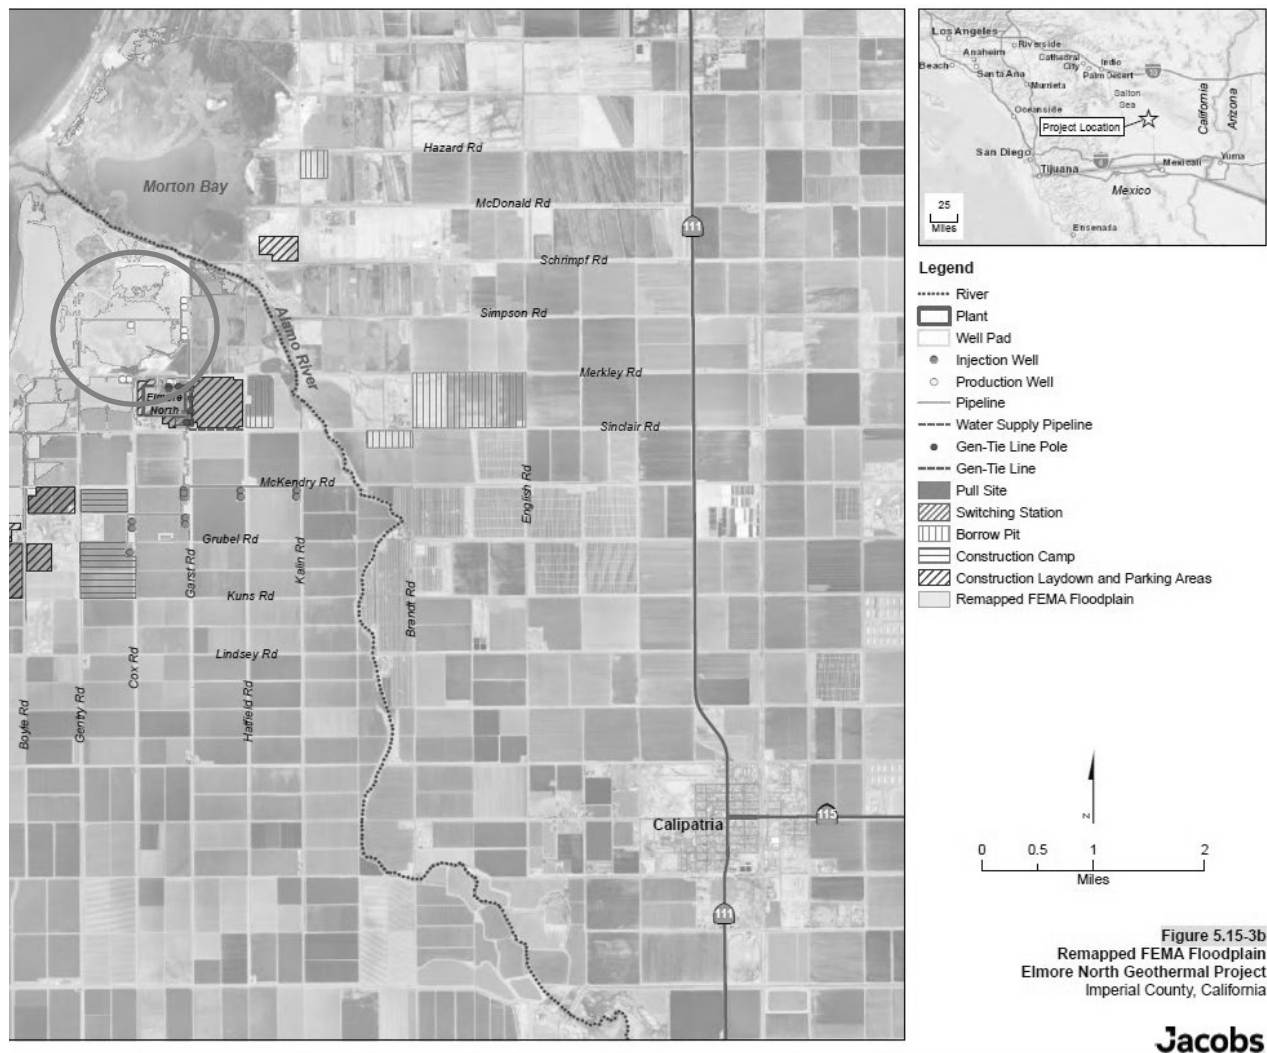 Hazard Rd
Morton Bay
McDonald Rd
111
Schrimpf Rd
Simpson Rd
Alamo River
Merkley Rd
Elmore
North
Sinclair Rd
English Rd
McKendry Rd
Grubel Rd
Garst Rd
Kalin Rd
Kuns Rd
Brandt Rd
Lindsey Rd
Cox Rd
Boyle Rd
Gentry Rd
Hatfield Rd
Calipatria
115
111
Los Angeles
Riverside
Anaheim
Cathedral
City
Indio
Beach
Santa Ana
Palm Desert
10
Murrieta
Salton
Sea
California
Arizona
Oceanside
Project Location
San Diego
Tijuana
8
Mexicali
Yuma
Mexico
25
Miles
Ensenada
Legend
River
Plant
Well Pad
Injection Well
Production Well
Pipeline
Water Supply Pipeline
Gen-Tie Line Pole
Gen-Tie Line
Pull Site
Switching Station
Borrow Pit
Construction Camp
Construction Laydown and Parking Areas
Remapped FEMA Floodplain
N
0 0.5 1 2
Miles
Figure 5.15-3b
Remapped FEMA Floodplain
Elmore North Geothermal Project
Imperial County, California
Jacobs